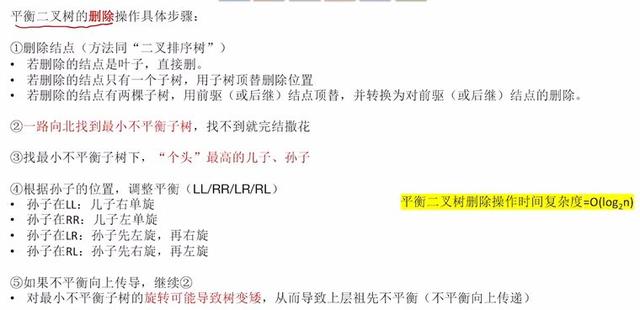 平衡二叉树的删除操作具体步骤：
①删除结点（方法同“二叉排序树”）
• 若删除的结点是叶子，直接删。
• 若删除的结点只有一个子树，用子树顶替删除位置
• 若删除的结点有两棵子树，用前驱（或后继）结点顶替，并转换为对前驱（或后继）结点的删除。
②一路向北找到最小不平衡子树，找不到就完结撒花
③找最小不平衡子树下，“个头”最高的儿子、孙子
④根据孙子的位置，调整平衡（LL/RR/LR/RL）
• 孙子在LL：儿子右单旋
• 孙子在RR：儿子左单旋
• 孙子在LR：孙子先左旋，再右旋
• 孙子在RL：孙子先右旋，再左旋
平衡二叉树删除操作时间复杂度=O(log₂n)
⑤如果不平衡向上传导，继续②
• 对最小不平衡子树的旋转可能导致树变矮，从而导致上层祖先不平衡（不平衡向上传递）